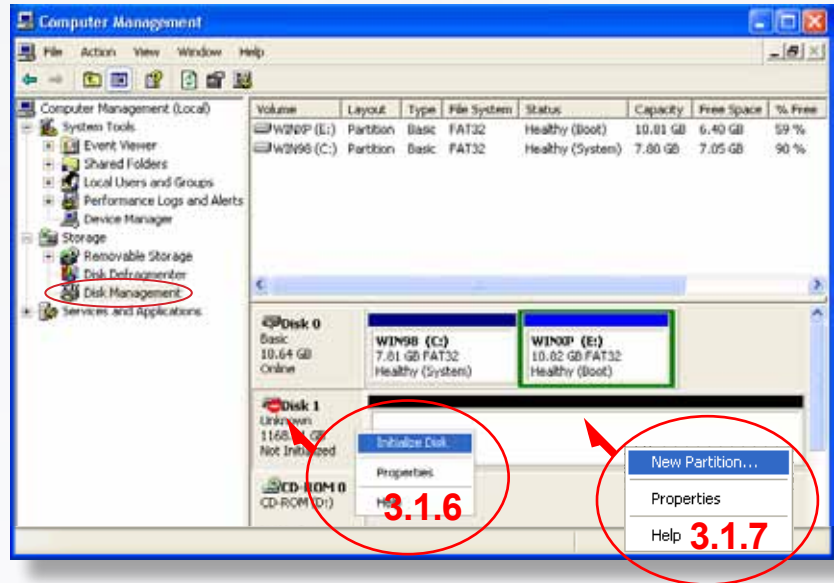 Computer Management
File Action View Window Help
Computer Management (Local)
System Tools
Event Viewer
Shared Folders
Local Users and Groups
Performance Logs and Alerts
Device Manager
Storage
Removable Storage
Disk Defragmenter
Disk Management
Services and Applications
Volume Layout Type File System Status Capacity Free Space % Free
WINXP (E:) Partition Basic FAT32 Healthy (Boot) 10.81 GB 6.40 GB 59 %
WIN98 (C:) Partition Basic FAT32 Healthy (System) 7.80 GB 7.05 GB 90 %
Disk 0
Basic
10.64 GB
Online
WIN98 (C:)
7.81 GB FAT32
Healthy (System)
WINXP (E:)
10.82 GB FAT32
Healthy (Boot)
Disk 1
Unknown
GB
Not Initialized
Initialize Disk
Properties
Help
3.1.6
New Partition...
Properties
Help
3.1.7
CD-ROM 0
CD-ROM (D:)